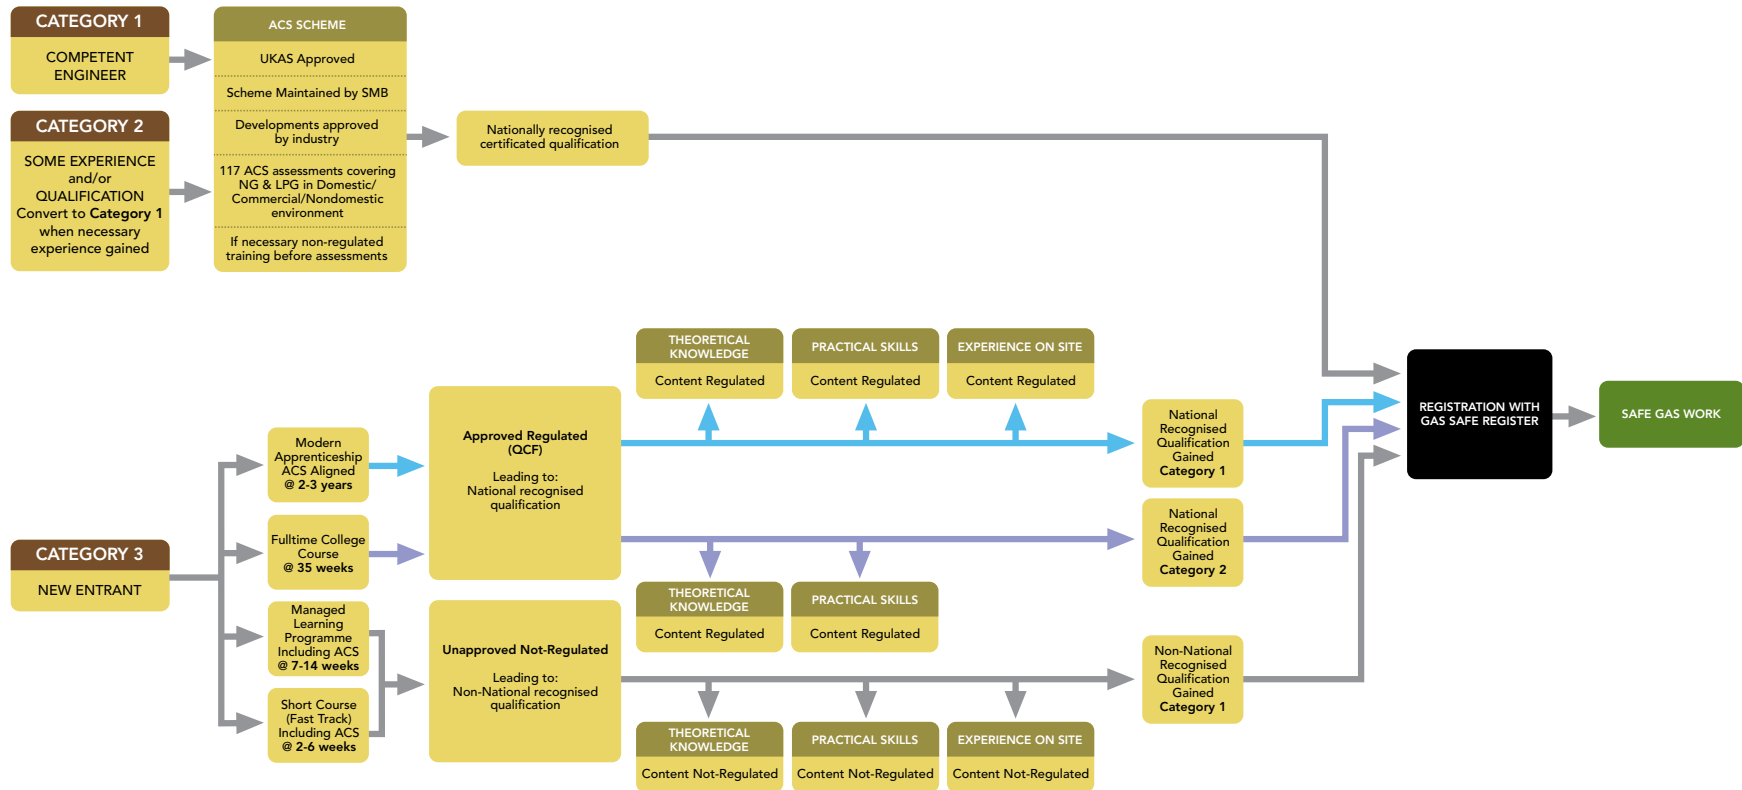 CATEGORY 1
COMPETENT
ENGINEER
CATEGORY 2
SOME EXPERIENCE
and/or
QUALIFICATION
Convert to Category 1
when necessary
experience gained
ACS SCHEME
UKAS Approved
Scheme Maintained by SMB
Developments approved
by industry
117 ACS assessments covering
NG & LPG in Domestic/
Commercial/Nondomestic
environment
If necessary non-regulated
training before assessments
Nationally recognised
certificated qualification
CATEGORY 3
NEW ENTRANT
Modern
Apprenticeship
ACS Aligned
@ 2-3 years
Fulltime College
Course
@ 35 weeks
Managed
Learning
Programme
Including ACS
@ 7-14 weeks
Short Course
(Fast Track)
Including ACS
@ 2-6 weeks
Approved Regulated
(QCF)
Leading to:
National recognised
qualification
Unapproved Not-Regulated
Leading to:
Non-National recognised
qualification
THEORETICAL
KNOWLEDGE
Content Regulated
PRACTICAL SKILLS
Content Regulated
EXPERIENCE ON SITE
Content Regulated
THEORETICAL
KNOWLEDGE
Content Regulated
PRACTICAL SKILLS
Content Regulated
THEORETICAL
KNOWLEDGE
Content Not-Regulated
PRACTICAL SKILLS
Content Not-Regulated
EXPERIENCE ON SITE
Content Not-Regulated
National
Recognised
Qualification
Gained
Category 1
National
Recognised
Qualification
Gained
Category 2
Non-National
Recognised
Qualification
Gained
Category 1
REGISTRATION WITH
GAS SAFE REGISTER
SAFE GAS WORK